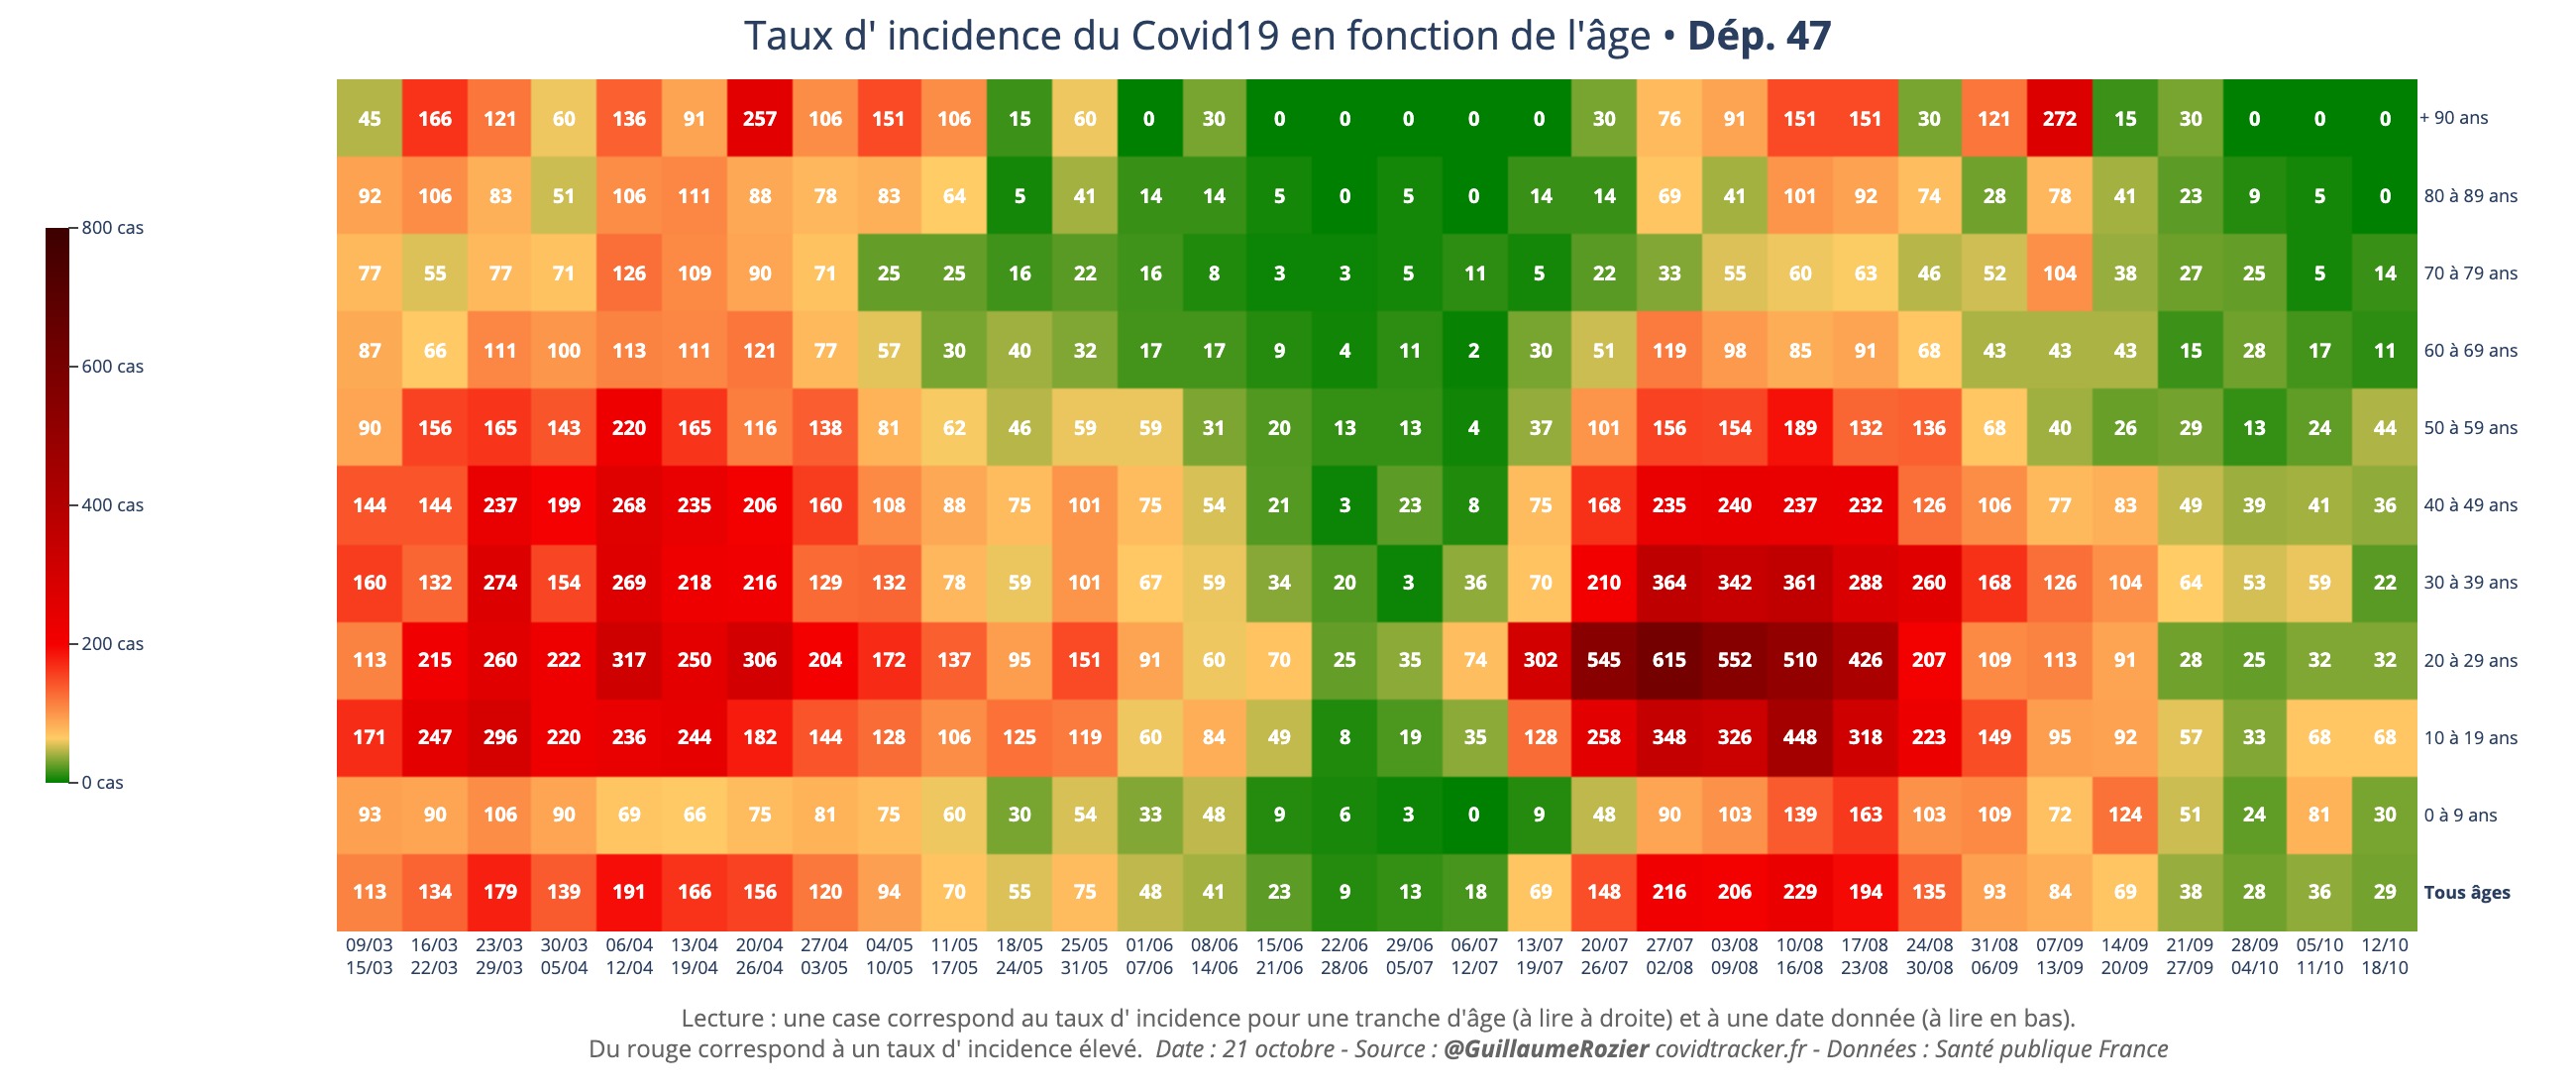 Taux d' incidence du Covid19 en fonction de l'âge • Dép. 47
45 166 121 60 136 91 257 106 151 106 15 60 0 30 0 0 0 0 0 30 76 91 151 151 30 121 272 15 30 0 0 0 + 90 ans
92 106 83 51 106 111 88 78 83 64 5 41 14 14 5 0 5 0 14 14 69 41 101 92 74 28 78 41 23 9 5 0 80 à 89 ans
77 55 77 71 126 109 90 71 25 25 16 22 16 8 3 3 5 11 5 22 33 55 60 63 46 52 104 38 27 25 5 14 70 à 79 ans
87 66 111 100 113 111 121 77 57 30 40 32 17 17 9 4 11 2 30 51 119 98 85 91 68 43 43 43 15 28 17 11 60 à 69 ans
90 156 165 143 220 165 116 138 81 62 46 59 59 31 20 13 13 4 37 101 156 154 189 132 136 68 40 26 29 13 24 44 50 à 59 ans
144 144 237 199 268 235 206 160 108 88 75 101 75 54 21 3 23 8 75 168 235 240 237 232 126 106 77 83 49 39 41 36 40 à 49 ans
160 132 274 154 269 218 216 129 132 78 59 101 67 59 34 20 3 36 70 210 364 342 361 288 260 168 126 104 64 53 59 22 30 à 39 ans
113 215 260 222 317 250 306 204 172 137 95 151 91 60 70 25 35 74 302 545 615 552 510 426 207 109 113 91 28 25 32 32 20 à 29 ans
171 247 296 220 236 244 182 144 128 106 125 119 60 84 49 8 19 35 128 258 348 326 448 318 223 149 95 92 57 33 68 68 10 à 19 ans
93 90 106 90 69 66 75 81 75 60 30 54 33 48 9 6 3 0 9 48 90 103 139 163 103 109 72 124 51 24 81 30 0 à 9 ans
113 134 179 139 191 166 156 120 94 70 55 75 48 41 23 9 13 18 69 148 216 206 229 194 135 93 84 69 38 28 36 29 Tous âges
09/03 16/03 23/03 30/03 06/04 13/04 20/04 27/04 04/05 11/05 18/05 25/05 01/06 08/06 15/06 22/06 29/06 06/07 13/07 20/07 27/07 03/08 10/08 17/08 24/08 31/08 07/09 14/09 21/09 28/09 05/10 12/10
15/03 22/03 29/03 05/04 12/04 19/04 26/04 03/05 10/05 17/05 24/05 31/05 07/06 14/06 21/06 28/06 05/07 12/07 19/07 26/07 02/08 09/08 16/08 23/08 30/08 06/09 13/09 20/09 27/09 04/10 11/10 18/10
800 cas
600 cas
400 cas
200 cas
0 cas
Lecture : une case correspond au taux d' incidence pour une tranche d'âge (à lire à droite) et à une date donnée (à lire en bas).
Du rouge correspond à un taux d' incidence élevé. Date : 21 octobre - Source : @GuillaumeRozier covidtracker.fr - Données : Santé publique France